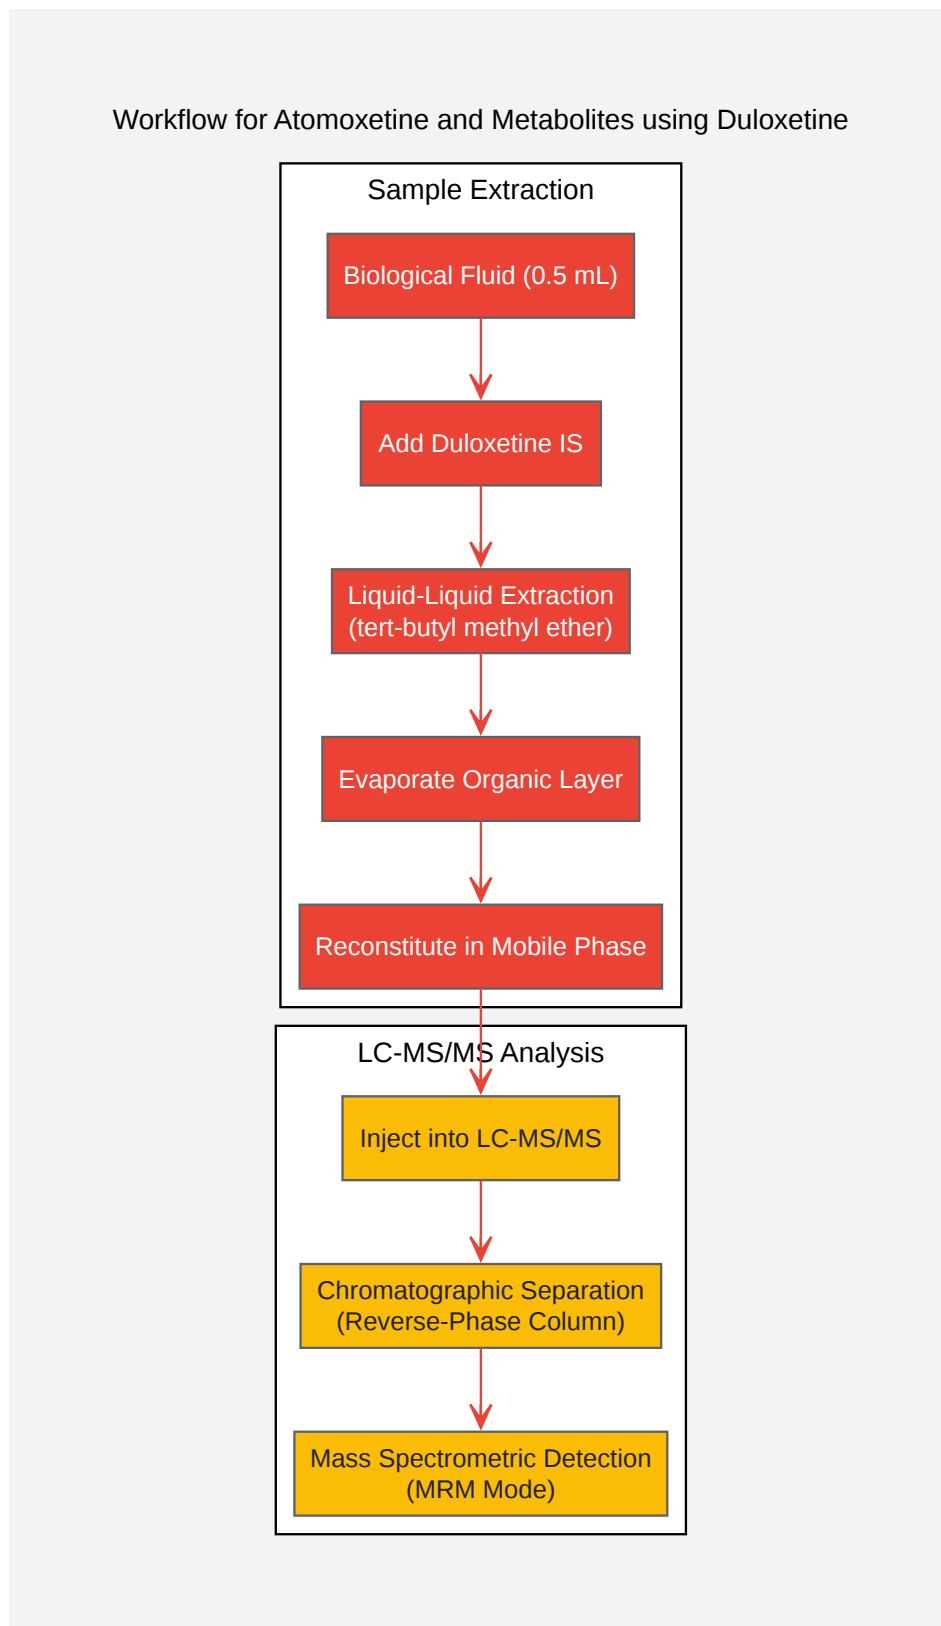 Workflow for Atomoxetine and Metabolites using Duloxetine
Sample Extraction
Biological Fluid (0.5 mL)
Add Duloxetine IS
Liquid-Liquid Extraction
(tert-butyl methyl ether)
Evaporate Organic Layer
Reconstitute in Mobile Phase
LC-MS/MS Analysis
Inject into LC-MS/MS
Chromatographic Separation
(Reverse-Phase Column)
Mass Spectrometric Detection
(MRM Mode)